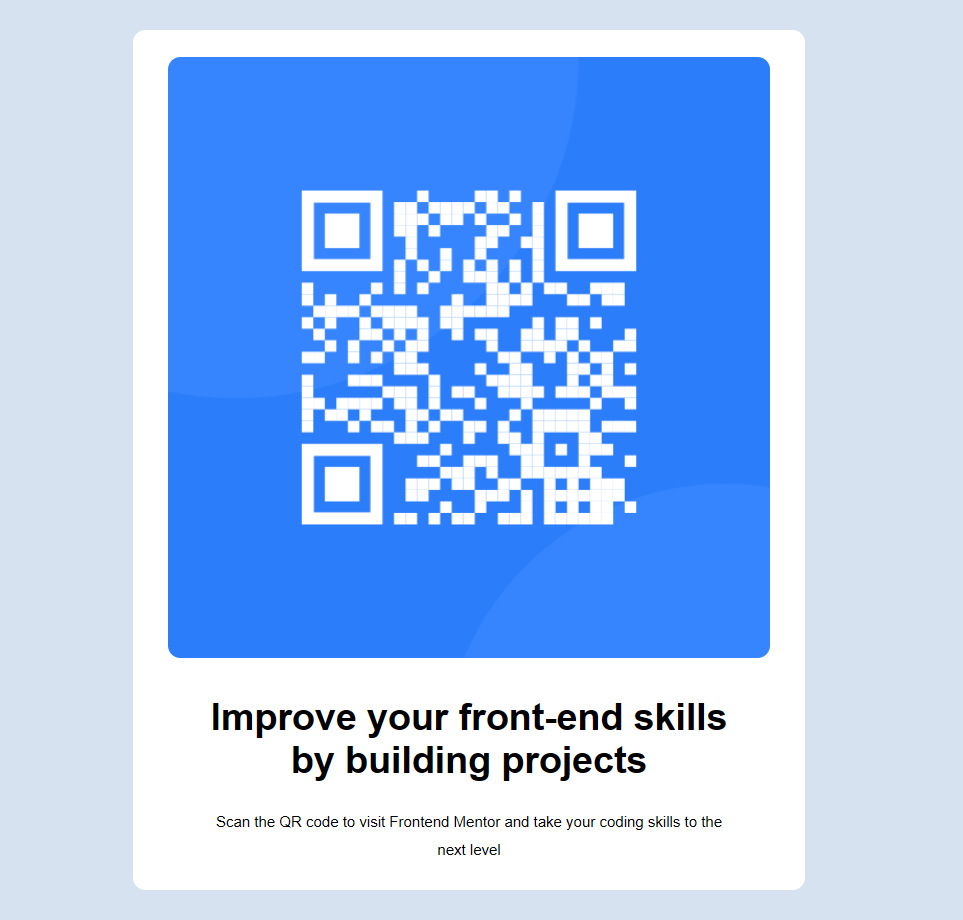 Improve your front-end skills
by building projects
Scan the QR code to visit Frontend Mentor and take your coding skills to the
next level